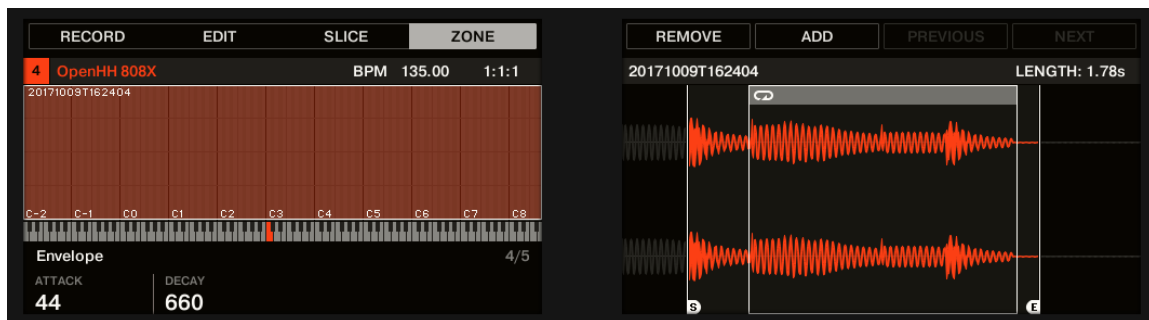 RECORD EDIT SLICE ZONE
4 OpenHH 808X BPM 135.00 1:1:1
20171009T162404
C-2 C-1 C0 C1 C2 C3 C4 C5 C6 C7 C8
Envelope 4/5
ATTACK DECAY
44 660
REMOVE ADD PREVIOUS NEXT
20171009T162404 LENGTH: 1.78s
S E